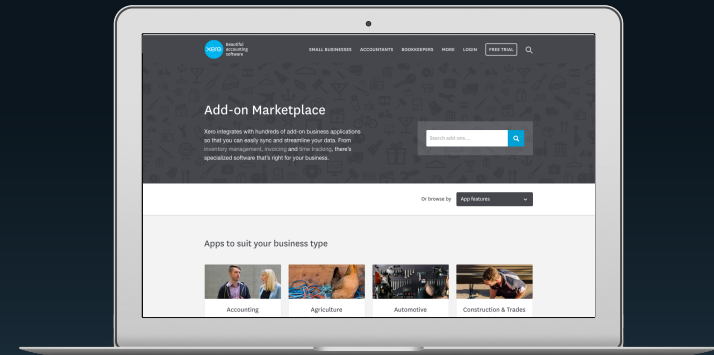 xero
Beautiful
accounting
software
SMALL BUSINESSES ACCOUNTANTS BOOKKEEPERS MORE LOGIN FREE TRIAL
Add-on Marketplace
Xero integrates with hundreds of add-on business applications
so that you can easily sync and streamline your data. From
inventory management, invoicing and time tracking, there's
specialized software that's right for your business.
Search add-ons...
Or browse by App features
Apps to suit your business type
Accounting Agriculture Automotive Construction & Trades